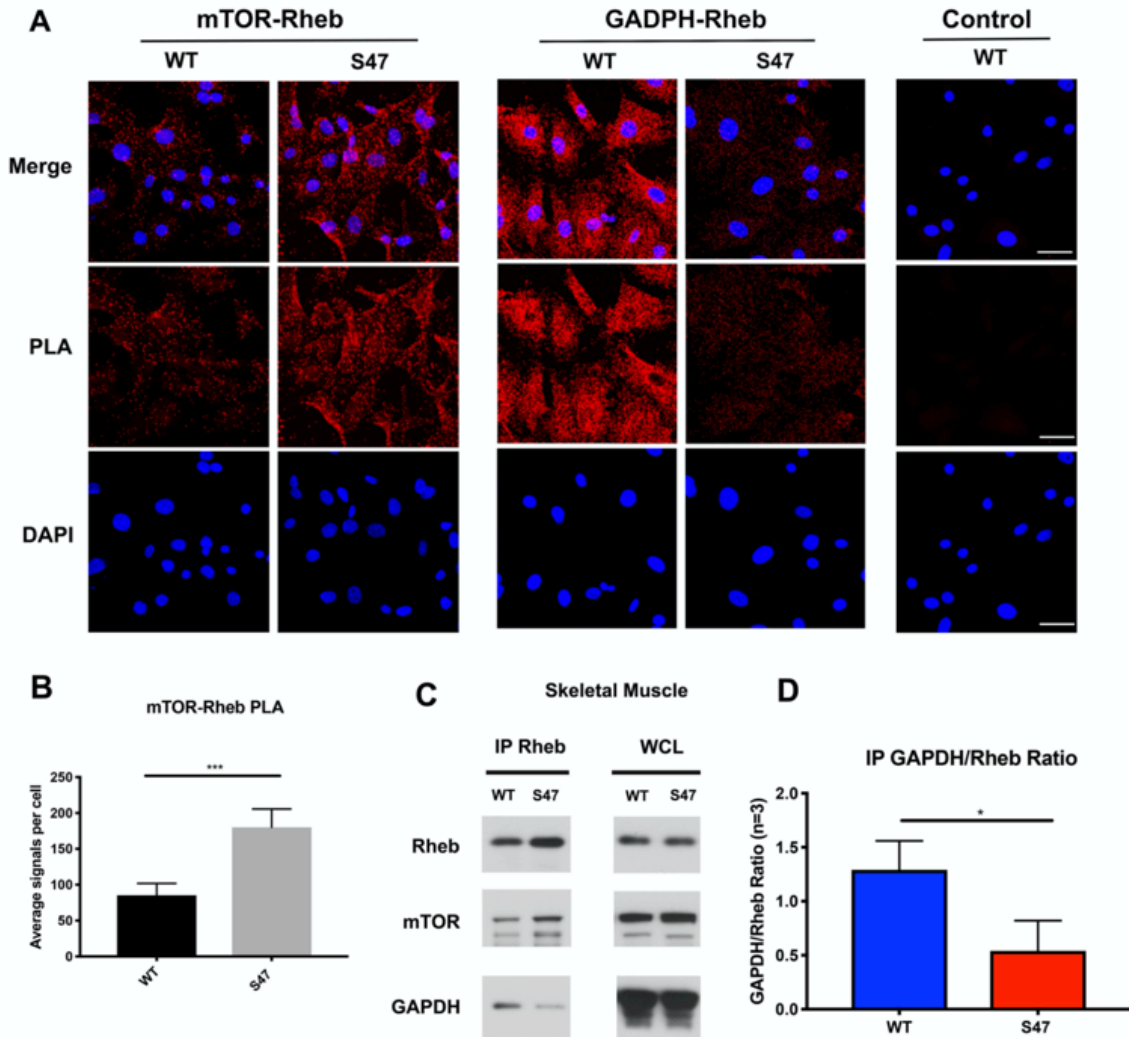 A
mTOR-Rheb
GADPH-Rheb
Control
WT
S47
WT
S47
WT
Merge
PLA
DAPI
B
mTOR-Rheb PLA
***
Average signals per cell
250
200
150
100
50
0
WT
S47
C
Skeletal Muscle
IP Rheb
WCL
WT
S47
WT
S47
Rheb
mTOR
GAPDH
D
IP GAPDH/Rheb Ratio
*
GAPDH/Rheb Ratio (n=3)
2.0
1.5
1.0
0.5
0.0
WT
S47